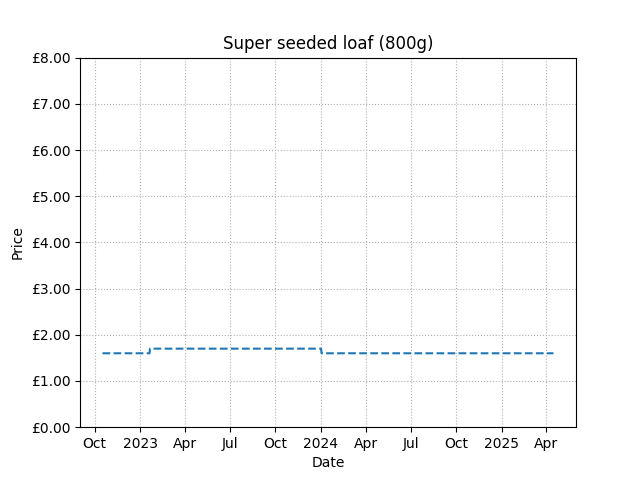 Super seeded loaf (800g)
£8.00
£7.00
£6.00
£5.00
£4.00
£3.00
£2.00
£1.00
£0.00
Price
Oct 2023 Apr Jul Oct 2024 Apr Jul Oct 2025 Apr
Date